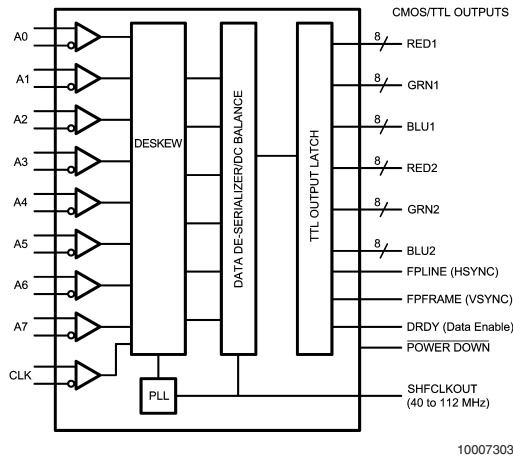 CMOS/TTL OUTPUTS
A0
A1
A2
A3
A4
A5
A6
A7
CLK
DESKEW
PLL
DATA DE-SERIALIZER/DC BALANCE
TTL OUTPUT LATCH
8 RED1
8 GRN1
8 BLU1
8 RED2
8 GRN2
8 BLU2
FPLINE (HSYNC)
FPFRAME (VSYNC)
DRDY (Data Enable)
POWER DOWN
SHFCLKOUT
(40 to 112 MHz)
10007303